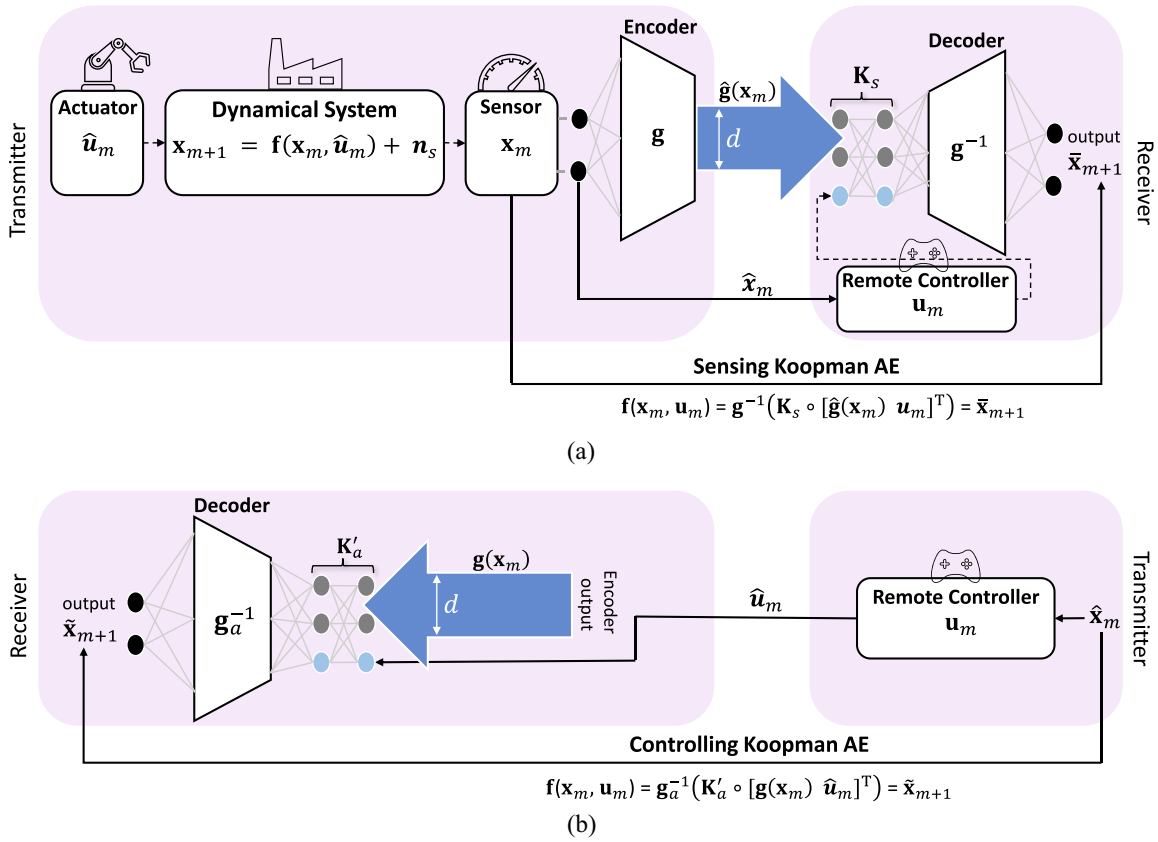 Encoder
Decoder
Transmitter
Actuator
û_m
Dynamical System
x_{m+1} = f(x_m, û_m) + n_s
Sensor
x_m
g
ĝ(x_m)
d
K_s
g⁻¹
output
x̄_{m+1}
Receiver
x̂_m
Remote Controller
u_m
Sensing Koopman AE
f(x_m, u_m) = g⁻¹(K_s ∘ [ĝ(x_m) u_m]ᵀ) = x̄_{m+1}
(a)
Decoder
Receiver
output
x̃_{m+1}
g_a⁻¹
K′_a
g(x_m)
d
Encoder
output
û_m
Remote Controller
u_m
x̂_m
Transmitter
Controlling Koopman AE
f(x_m, u_m) = g_a⁻¹(K′_a ∘ [g(x_m) û_m]ᵀ) = x̃_{m+1}
(b)